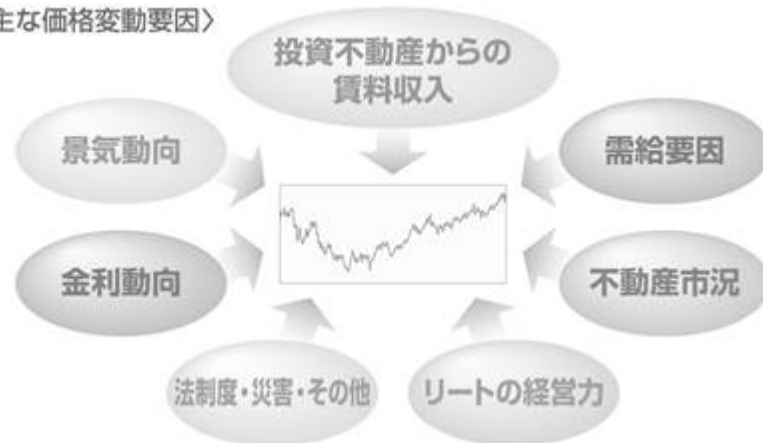 主な価格変動要因〉
投資不動産からの
賃料収入
景気動向
需給要因
金利動向
不動産市況
法制度・災害・その他
リートの経営力